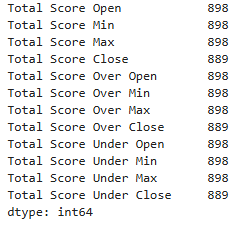 Total Score Open 898
Total Score Min 898
Total Score Max 898
Total Score Close 889
Total Score Over Open 898
Total Score Over Min 898
Total Score Over Max 898
Total Score Over Close 889
Total Score Under Open 898
Total Score Under Min 898
Total Score Under Max 898
Total Score Under Close 889
dtype: int64